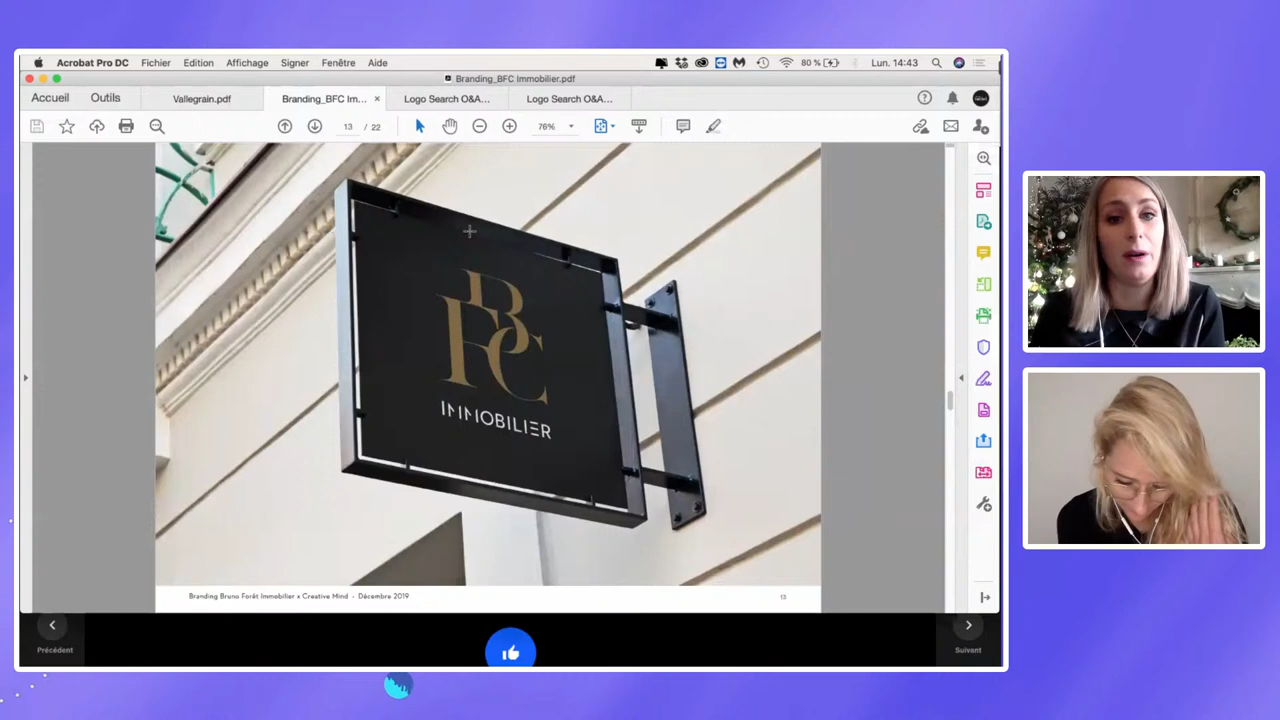 Acrobat Pro DC Fichier Edition Affichage Signer Fenêtre Aide 80 % Lun. 14:43
Branding_BFC Immobilier.pdf
Accueil Outils Vallegrain.pdf Branding_BFC Im... × Logo Search O&A... Logo Search O&A...
13 / 22 76%
BFC
IMMOBILIER
Branding Bruno Forêt Immobilier x Creative Mind - Décembre 2019 13
Précédent Suivant